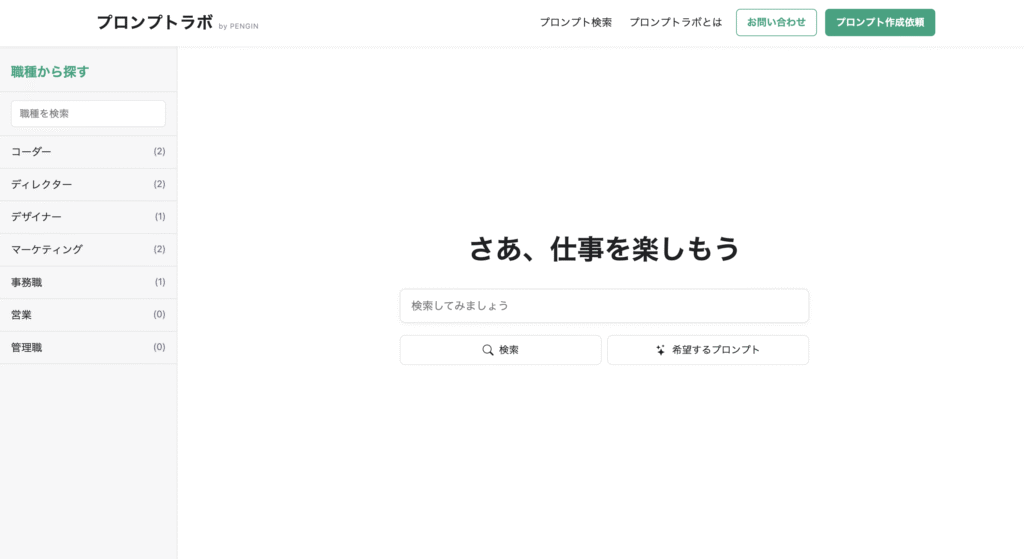 プロンプトラボ by PENGIN
プロンプト検索 プロンプトラボとは お問い合わせ プロンプト作成依頼
職種から探す
職種を検索
コーダー (2)
ディレクター (2)
デザイナー (1)
マーケティング (2)
事務職 (1)
営業 (0)
管理職 (0)
さあ、仕事を楽しもう
検索してみましょう
検索 希望するプロンプト